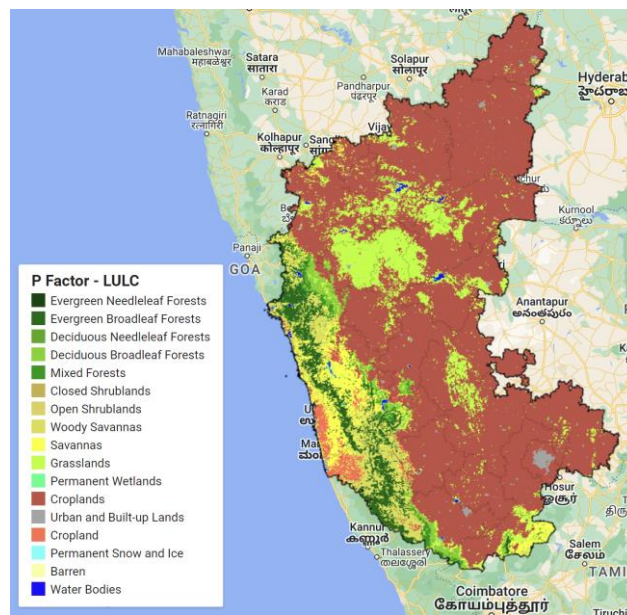 Mahabaleshwar
महाबळेश्वर
Satara
सातारा
Karad
कराड
Ratnagiri
रत्नागिरी
Kolhapur
कोल्हापूर
Pandharpur
पंढरपूर
Solapur
सोलापूर
Vijay
Hyderab
హైదరాబా
Kurnool
కర్నూలు
Panaji
GOA
Anantapur
అనంతపురం
P Factor - LULC
Evergreen Needleleaf Forests
Evergreen Broadleaf Forests
Deciduous Needleleaf Forests
Deciduous Broadleaf Forests
Mixed Forests
Closed Shrublands
Open Shrublands
Woody Savannas
Savannas
Grasslands
Permanent Wetlands
Croplands
Urban and Built-up Lands
Cropland
Permanent Snow and Ice
Barren
Water Bodies
Hosur
ஓசூர்
Kannur
കണ്ണൂർ
Thalassery
തലശ്ശേരി
Salem
சேலம்
TAMI
Coimbatore
கோயம்புத்தூர்
Tiruch